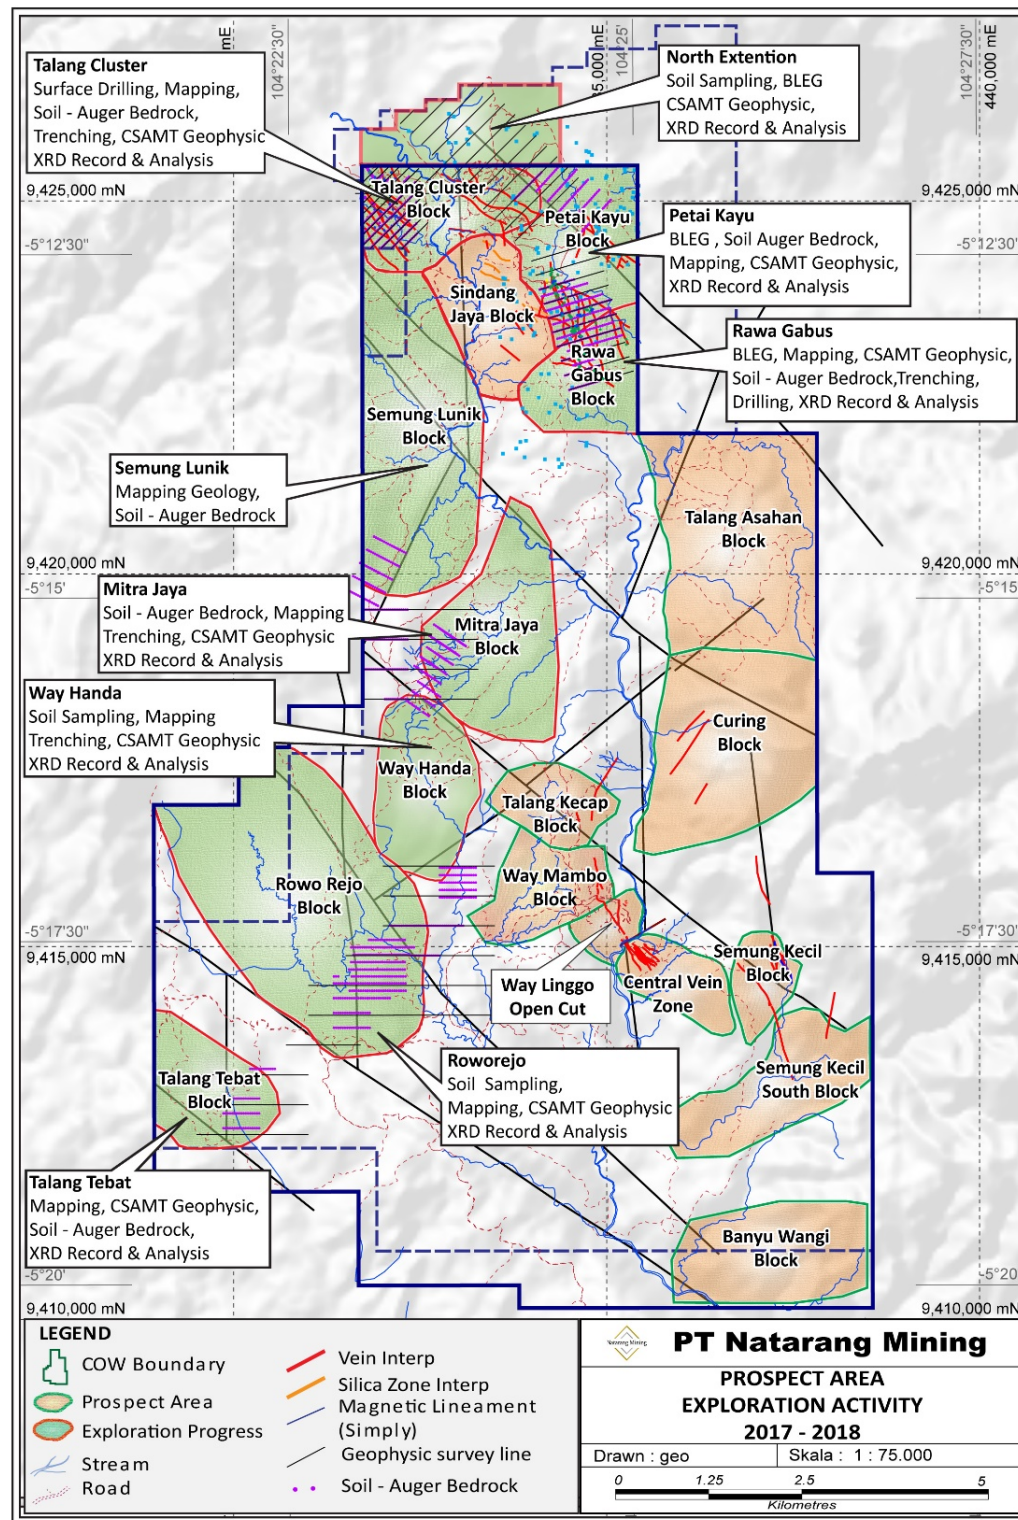 mE
104°22'30"
5,000 mE
104°25'
104°27'30"
440,000 mE
Talang Cluster
Surface Drilling, Mapping,
Soil - Auger Bedrock,
Trenching, CSAMT Geophysic
XRD Record & Analysis
North Extention
Soil Sampling, BLEG
CSAMT Geophysic,
XRD Record & Analysis
9,425,000 mN
9,425,000 mN
Talang Cluster
Block
Petai Kayu
Block
Petai Kayu
BLEG , Soil Auger Bedrock,
Mapping, CSAMT Geophysic,
XRD Record & Analysis
-5°12'30"
-5°12'30"
Sindang
Jaya Block
Rawa
Gabus
Block
Rawa Gabus
BLEG, Mapping, CSAMT Geophysic,
Soil - Auger Bedrock,Trenching,
Drilling, XRD Record & Analysis
Semung Lunik
Block
Semung Lunik
Mapping Geology,
Soil - Auger Bedrock
Talang Asahan
Block
9,420,000 mN
9,420,000 mN
-5°15'
-5°15'
Mitra Jaya
Soil - Auger Bedrock, Mapping
Trenching, CSAMT Geophysic
XRD Record & Analysis
Mitra Jaya
Block
Way Handa
Soil Sampling, Mapping
Trenching, CSAMT Geophysic
XRD Record & Analysis
Curing
Block
Way Handa
Block
Talang Kecap
Block
Rowo Rejo
Block
Way Mambo
Block
-5°17'30"
-5°17'30"
9,415,000 mN
9,415,000 mN
Semung Kecil
Block
Way Linggo
Open Cut
Central Vein
Zone
Roworejo
Soil Sampling,
Mapping, CSAMT Geophysic
XRD Record & Analysis
Semung Kecil
South Block
Talang Tebat
Block
Talang Tebat
Mapping, CSAMT Geophysic,
Soil - Auger Bedrock,
XRD Record & Analysis
Banyu Wangi
Block
-5°20'
-5°20'
9,410,000 mN
9,410,000 mN
LEGEND
COW Boundary
Prospect Area
Exploration Progress
Stream
Road
Vein Interp
Silica Zone Interp
Magnetic Lineament
(Simply)
Geophysic survey line
Soil - Auger Bedrock
Natarang Mining
PT Natarang Mining
PROSPECT AREA
EXPLORATION ACTIVITY
2017 - 2018
Drawn : geo
Skala : 1 : 75.000
0 1.25 2.5 5
Kilometres